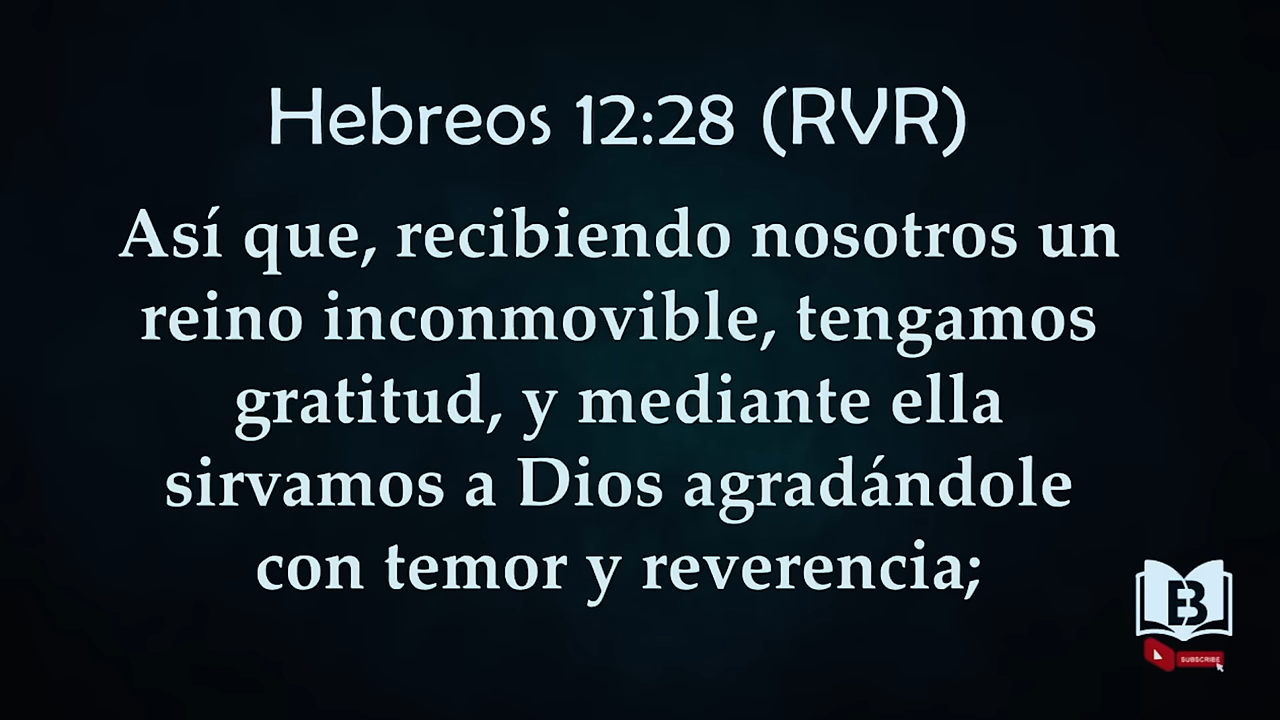 Hebreos 12:28 (RVR)
Así que, recibiendo nosotros un
reino inconmovible, tengamos
gratitud, y mediante ella
sirvamos a Dios agradándole
con temor y reverencia;
EB
SUBSCRIBE